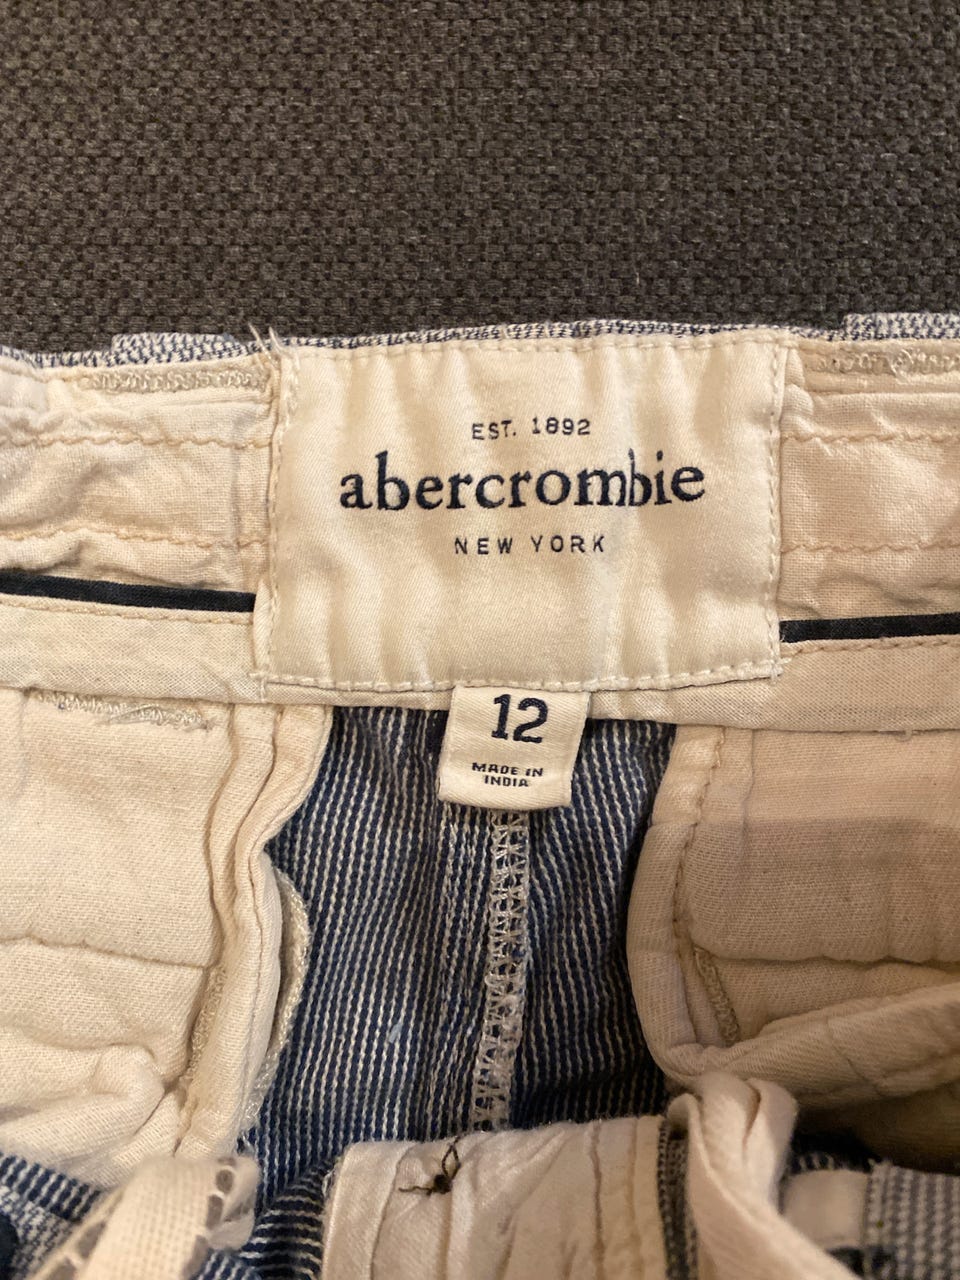 EST. 1892
abercrombie
NEW YORK
12
MADE IN
INDIA